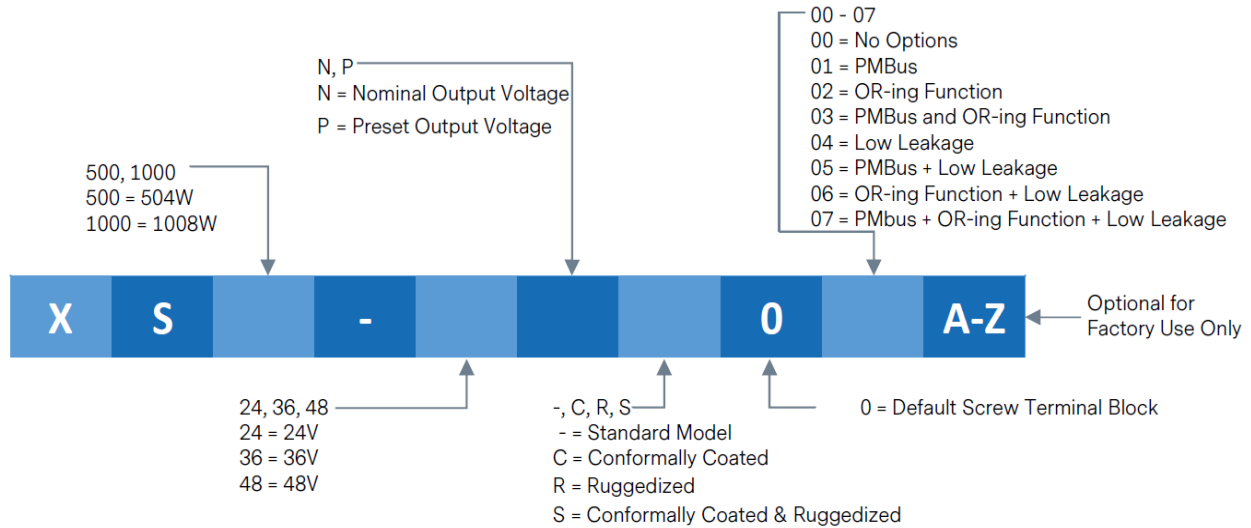 00 - 07
00 = No Options
01 = PMBus
02 = OR-ing Function
03 = PMBus and OR-ing Function
04 = Low Leakage
05 = PMBus + Low Leakage
06 = OR-ing Function + Low Leakage
07 = PMbus + OR-ing Function + Low Leakage
N, P
N = Nominal Output Voltage
P = Preset Output Voltage
500, 1000
500 = 504W
1000 = 1008W
X S - 0 A-Z
Optional for
Factory Use Only
24, 36, 48
24 = 24V
36 = 36V
48 = 48V
-, C, R, S
- = Standard Model
C = Conformally Coated
R = Ruggedized
S = Conformally Coated & Ruggedized
0 = Default Screw Terminal Block